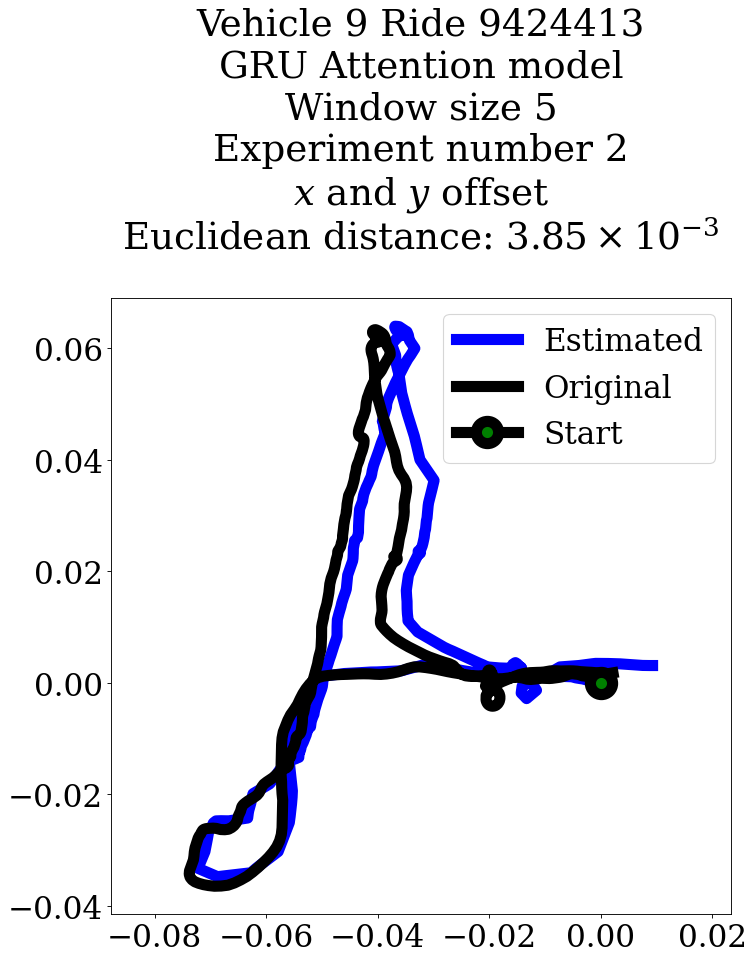 Vehicle 9 Ride 9424413
GRU Attention model
Window size 5
Experiment number 2
x and y offset
Euclidean distance: 3.85 × 10⁻³
Estimated
Original
Start
0.06
0.04
0.02
0.00
−0.02
−0.04
−0.08 −0.06 −0.04 −0.02 0.00 0.02